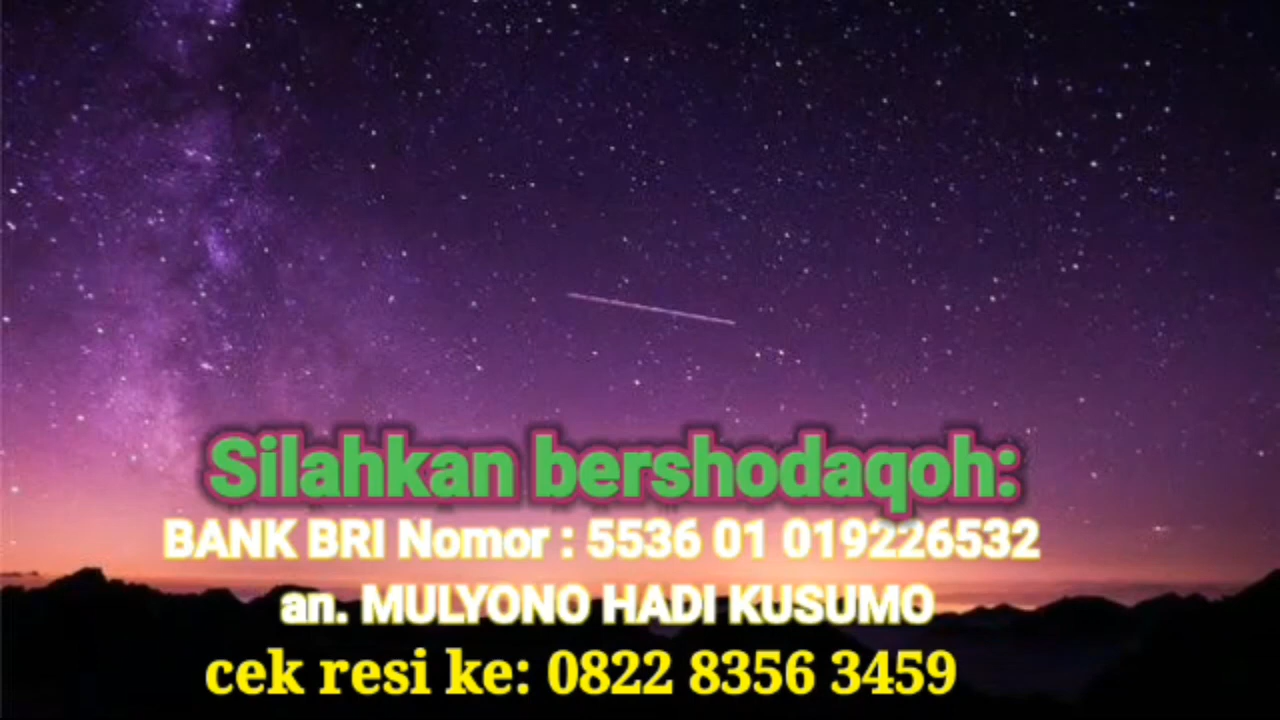 Silahkan bershodaqoh:
BANK BRI Nomor : 5536 01 019226532
an. MULYONO HADI KUSUMO
cek resi ke: 0822 8356 3459